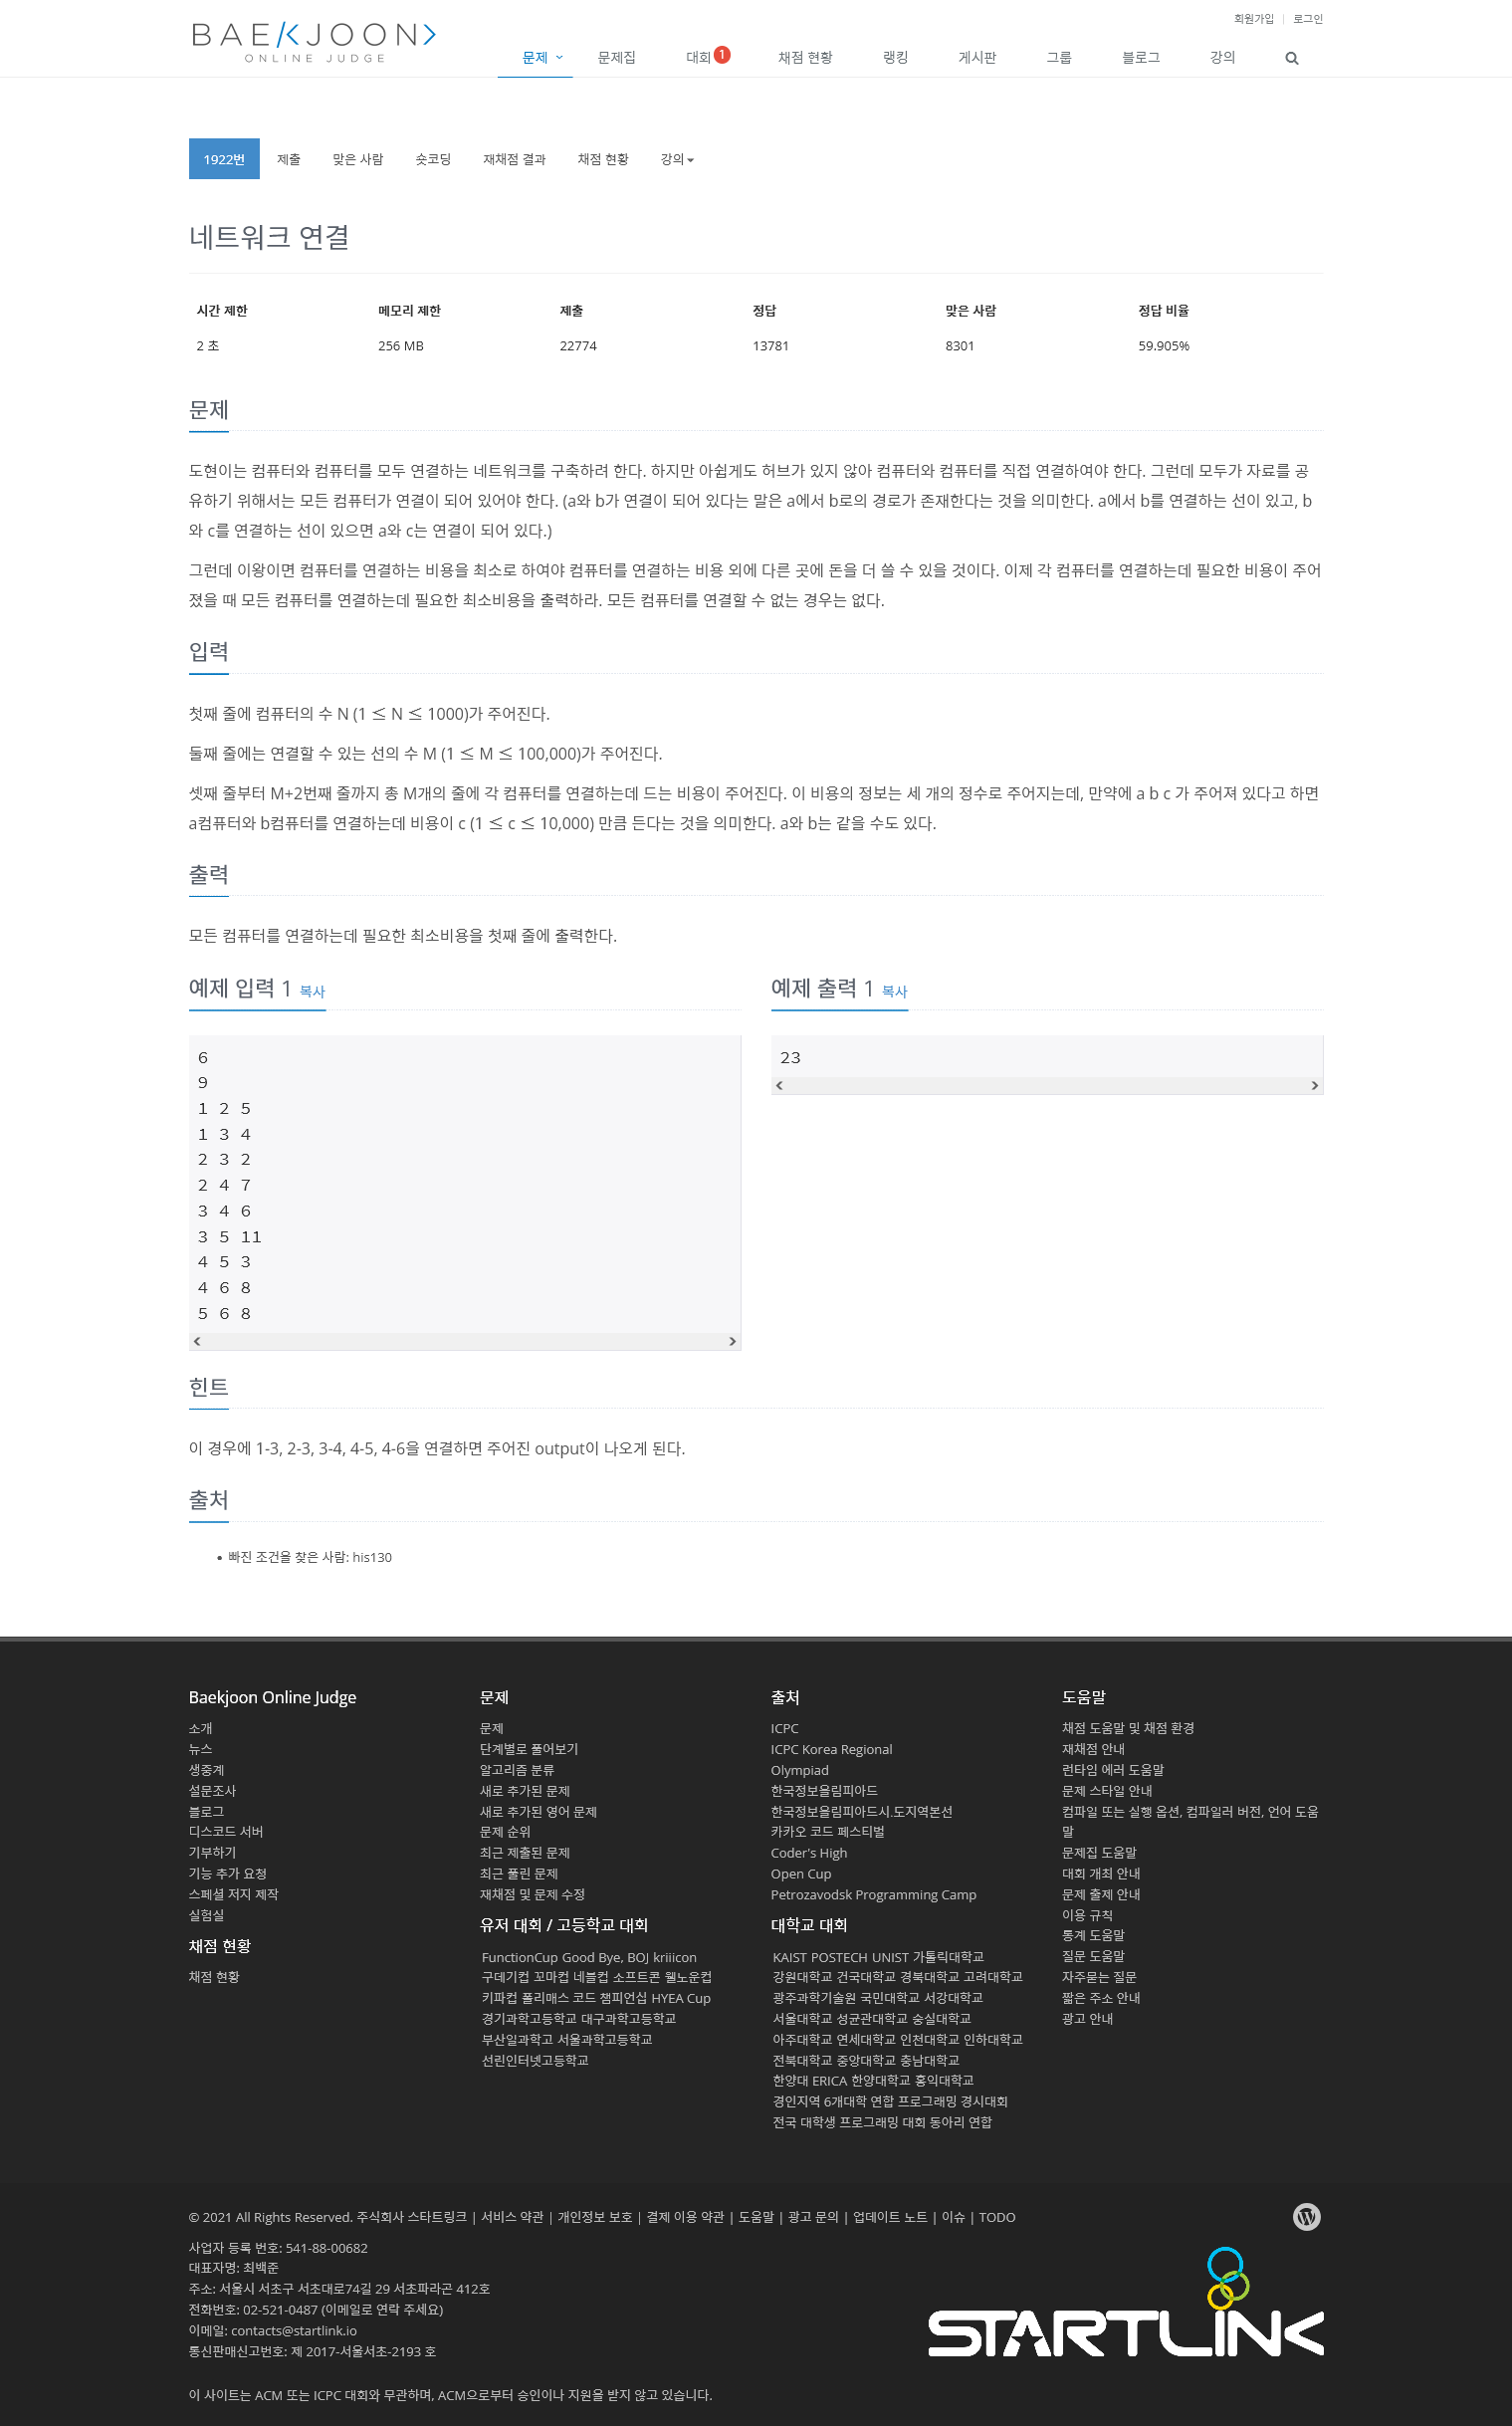 회원가입 | 로그인
BAEKJOON>
ONLINE JUDGE
문제 문제집 대회 1 채점 현황 랭킹 게시판 그룹 블로그 강의
1922번 제출 맞은 사람 숏코딩 재채점 결과 채점 현황 강의
네트워크 연결
시간 제한 메모리 제한 제출 정답 맞은 사람 정답 비율
2 초 256 MB 22774 13781 8301 59.905%
문제
도현이는 컴퓨터와 컴퓨터를 모두 연결하는 네트워크를 구축하려 한다. 하지만 아쉽게도 허브가 있지 않아 컴퓨터와 컴퓨터를 직접 연결하여야 한다. 그런데 모두가 자료를 공
유하기 위해서는 모든 컴퓨터가 연결이 되어 있어야 한다. (a와 b가 연결이 되어 있다는 말은 a에서 b로의 경로가 존재한다는 것을 의미한다. a에서 b를 연결하는 선이 있고, b
와 c를 연결하는 선이 있으면 a와 c는 연결이 되어 있다.)
그런데 이왕이면 컴퓨터를 연결하는 비용을 최소로 하여야 컴퓨터를 연결하는 비용 외에 다른 곳에 돈을 더 쓸 수 있을 것이다. 이제 각 컴퓨터를 연결하는데 필요한 비용이 주어
졌을 때 모든 컴퓨터를 연결하는데 필요한 최소비용을 출력하라. 모든 컴퓨터를 연결할 수 없는 경우는 없다.
입력
첫째 줄에 컴퓨터의 수 N (1 ≤ N ≤ 1000)가 주어진다.
둘째 줄에는 연결할 수 있는 선의 수 M (1 ≤ M ≤ 100,000)가 주어진다.
셋째 줄부터 M+2번째 줄까지 총 M개의 줄에 각 컴퓨터를 연결하는데 드는 비용이 주어진다. 이 비용의 정보는 세 개의 정수로 주어지는데, 만약에 a b c 가 주어져 있다고 하면
a컴퓨터와 b컴퓨터를 연결하는데 비용이 c (1 ≤ c ≤ 10,000) 만큼 든다는 것을 의미한다. a와 b는 같을 수도 있다.
출력
모든 컴퓨터를 연결하는데 필요한 최소비용을 첫째 줄에 출력한다.
예제 입력 1 복사
6
9
1 2 5
1 3 4
2 3 2
2 4 7
3 4 6
3 5 11
4 5 3
4 6 8
5 6 8
예제 출력 1 복사
23
힌트
이 경우에 1-3, 2-3, 3-4, 4-5, 4-6을 연결하면 주어진 output이 나오게 된다.
출처
• 빠진 조건을 찾은 사람: his130
Baekjoon Online Judge
소개
뉴스
생중계
설문조사
블로그
디스코드 서버
기부하기
기능 추가 요청
스페셜 저지 제작
실험실
채점 현황
채점 현황
문제
문제
단계별로 풀어보기
알고리즘 분류
새로 추가된 문제
새로 추가된 영어 문제
문제 순위
최근 제출된 문제
최근 풀린 문제
재채점 및 문제 수정
유저 대회 / 고등학교 대회
FunctionCup Good Bye, BOJ kriiicon
구데기컵 꼬마컵 네블컵 소프트콘 웰노운컵
키파컵 폴리매스 코드 챔피언십 HYEA Cup
경기과학고등학교 대구과학고등학교
부산일과학고 서울과학고등학교
선린인터넷고등학교
출처
ICPC
ICPC Korea Regional
Olympiad
한국정보올림피아드
한국정보올림피아드시.도지역본선
카카오 코드 페스티벌
Coder's High
Open Cup
Petrozavodsk Programming Camp
대학교 대회
KAIST POSTECH UNIST 가톨릭대학교
강원대학교 건국대학교 경북대학교 고려대학교
광주과학기술원 국민대학교 서강대학교
서울대학교 성균관대학교 숭실대학교
아주대학교 연세대학교 인천대학교 인하대학교
전북대학교 중앙대학교 충남대학교
한양대 ERICA 한양대학교 홍익대학교
경인지역 6개대학 연합 프로그래밍 경시대회
전국 대학생 프로그래밍 대회 동아리 연합
도움말
채점 도움말 및 채점 환경
재채점 안내
런타임 에러 도움말
문제 스타일 안내
컴파일 또는 실행 옵션, 컴파일러 버전, 언어 도움
말
문제집 도움말
대회 개최 안내
문제 출제 안내
이용 규칙
통계 도움말
질문 도움말
자주묻는 질문
짧은 주소 안내
광고 안내
© 2021 All Rights Reserved. 주식회사 스타트링크 | 서비스 약관 | 개인정보 보호 | 결제 이용 약관 | 도움말 | 광고 문의 | 업데이트 노트 | 이슈 | TODO
사업자 등록 번호: 541-88-00682
대표자명: 최백준
주소: 서울시 서초구 서초대로74길 29 서초파라곤 412호
전화번호: 02-521-0487 (이메일로 연락 주세요)
이메일: contacts@startlink.io
통신판매신고번호: 제 2017-서울서초-2193 호
STARTLINK
이 사이트는 ACM 또는 ICPC 대회와 무관하며, ACM으로부터 승인이나 지원을 받지 않고 있습니다.